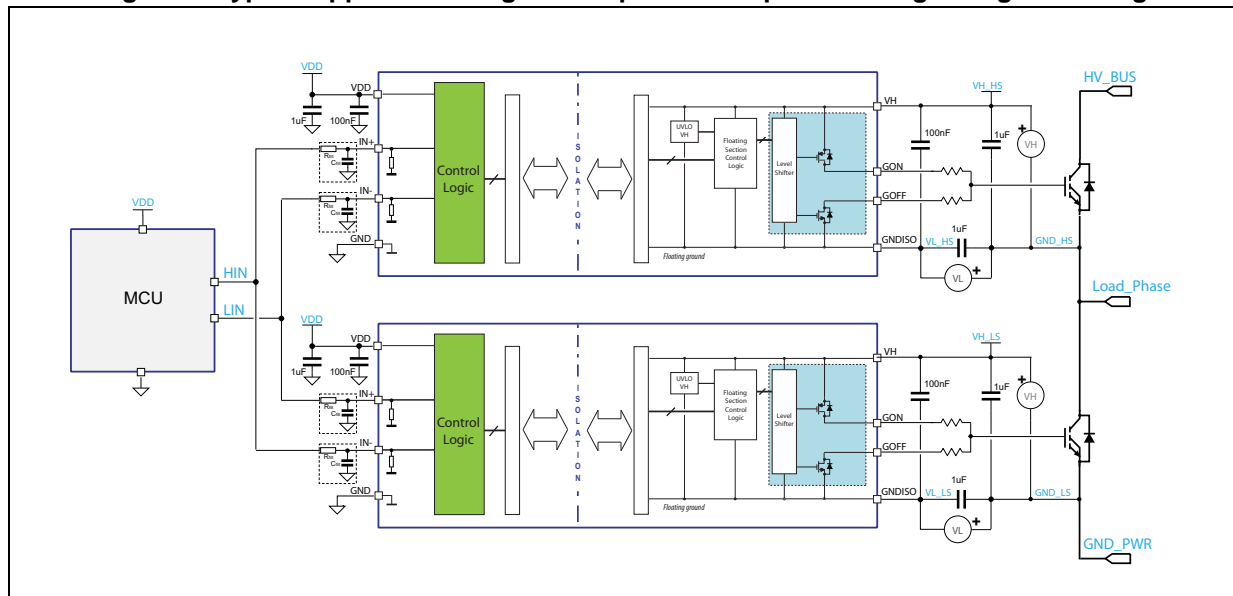 VDD
VDD
1uF
100nF
IN+
IN-
GND
Control
Logic
ISOLATION
UVLO
VH
Floating
Section
Control
Logic
Level
Shifter
Floating ground
VH
GON
GOFF
GNDISO
100nF
VH_HS
1uF
VH
+
VL_HS
1uF
GND_HS
VL
+
HV_BUS
VDD
MCU
HIN
LIN
Load_Phase
VDD
VDD
1uF
100nF
IN+
IN-
GND
Control
Logic
ISOLATION
UVLO
VH
Floating
Section
Control
Logic
Level
Shifter
Floating ground
VH
GON
GOFF
GNDISO
100nF
VH_LS
1uF
VH
+
VL_LS
1uF
GND_LS
VL
+
GND_PWR